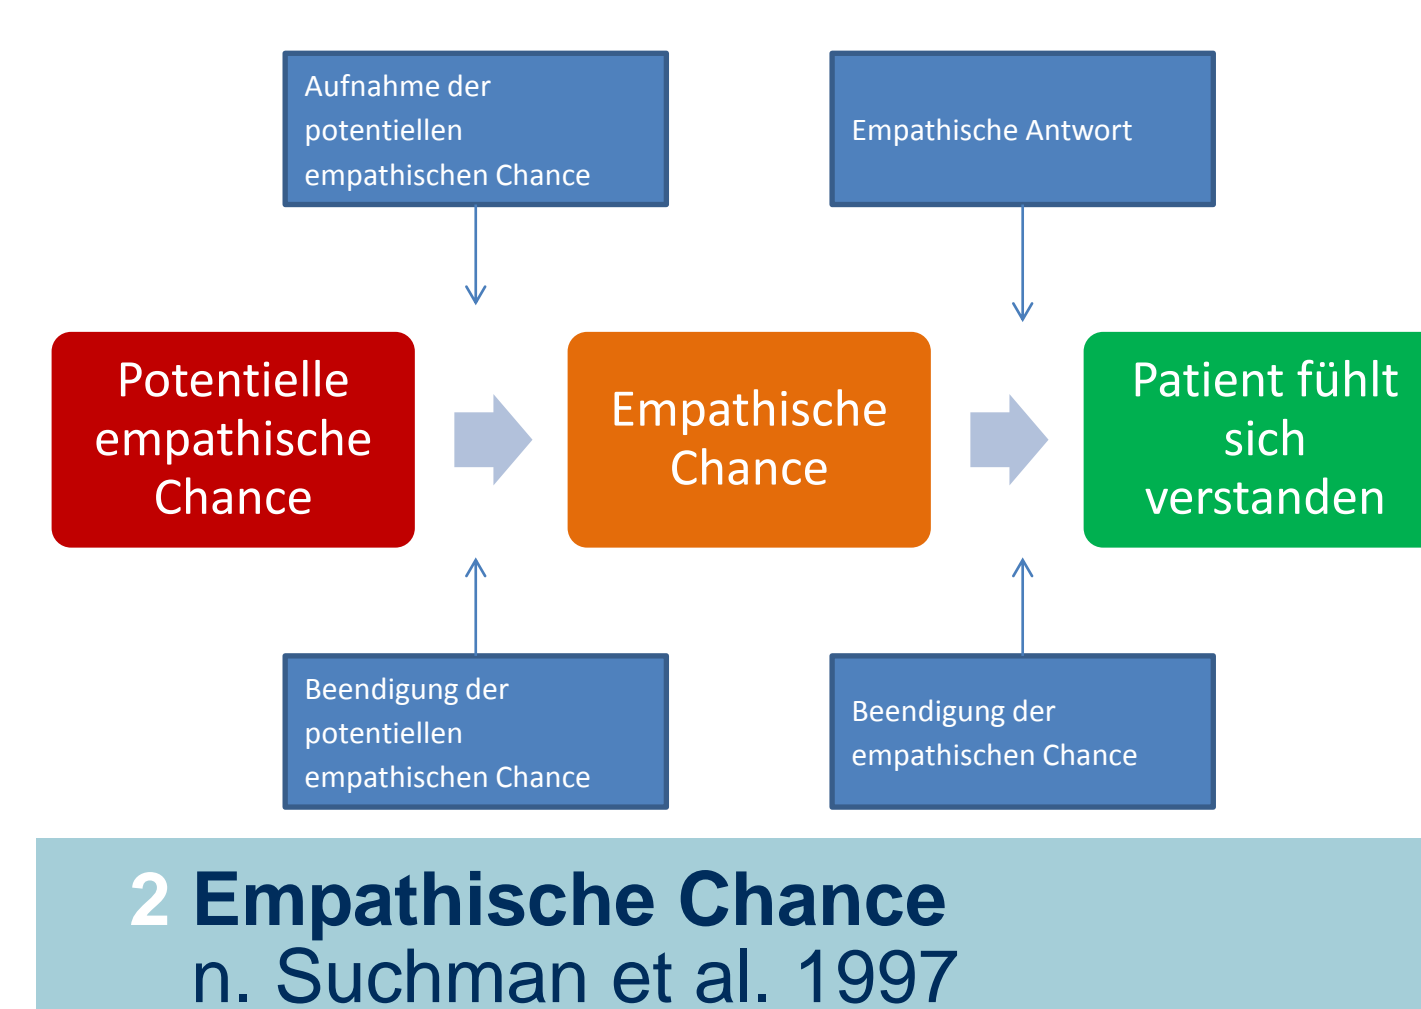 Aufnahme der
potentiellen
empathischen Chance
Empathische Antwort
Potentielle
empathische
Chance
Empathische
Chance
Patient fühlt
sich
verstanden
Beendigung der
potentiellen
empathischen Chance
Beendigung der
empathischen Chance
2 Empathische Chance
n. Suchman et al. 1997